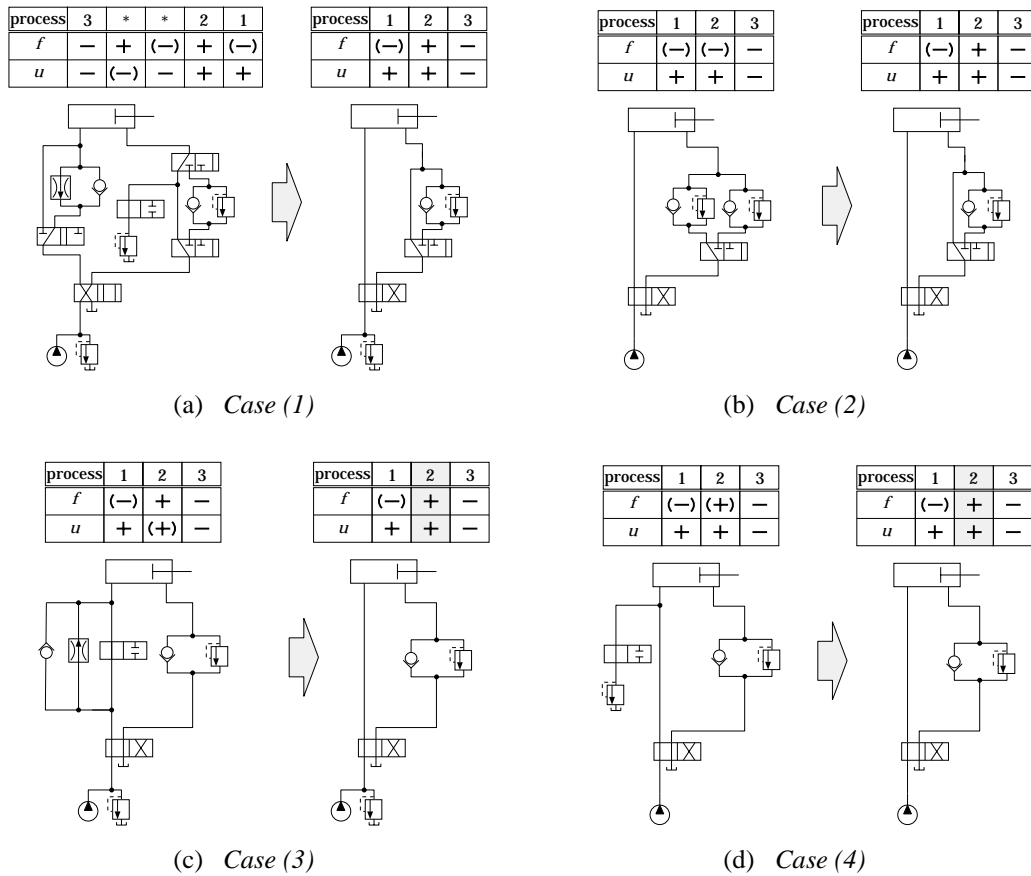 process 3 * * 2 1
f − + (−) + (−)
u − (−) − + +
process 1 2 3
f (−) + −
u + + −
(a) Case (1)
process 1 2 3
f (−) (−) −
u + + −
process 1 2 3
f (−) + −
u + + −
(b) Case (2)
process 1 2 3
f (−) + −
u + (+) −
process 1 2 3
f (−) + −
u + + −
(c) Case (3)
process 1 2 3
f (−) (+) −
u + + −
process 1 2 3
f (−) + −
u + + −
(d) Case (4)